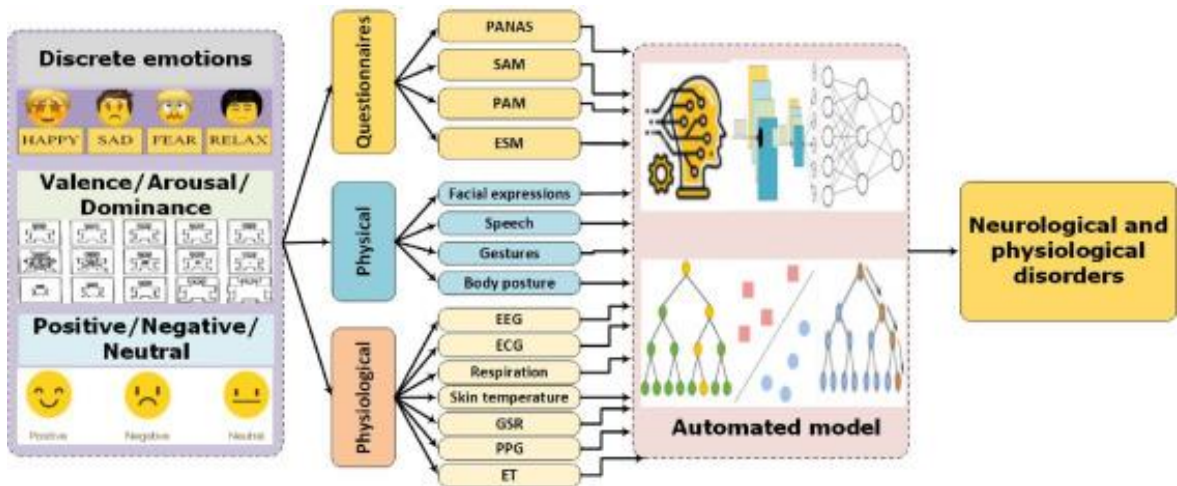 Discrete emotions
HAPPY
SAD
FEAR
RELAX
Valence/Arousal/
Dominance
Positive/Negative/
Neutral
Positive
Negative
Neutral
Questionnaires
PANAS
SAM
PAM
ESM
Physical
Facial expressions
Speech
Gestures
Body posture
Physiological
EEG
ECG
Respiration
Skin temperature
GSR
PPG
ET
Automated model
Neurological and
physiological
disorders